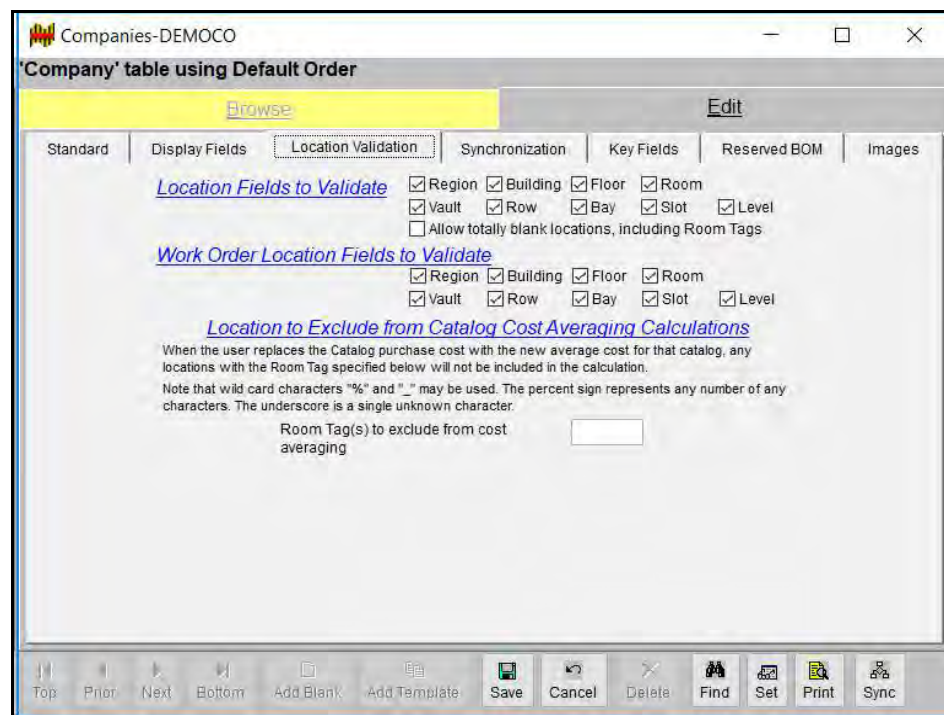 Companies-DEMOCO
'Company' table using Default Order
Browse Edit
Standard Display Fields Location Validation Synchronization Key Fields Reserved BOM Images
Location Fields to Validate Region Building Floor Room
Vault Row Bay Slot Level
Allow totally blank locations, including Room Tags
Work Order Location Fields to Validate
Region Building Floor Room
Vault Row Bay Slot Level
Location to Exclude from Catalog Cost Averaging Calculations
When the user replaces the Catalog purchase cost with the new average cost for that catalog, any
locations with the Room Tag specified below will not be included in the calculation.
Note that wild card characters "%" and "_" may be used. The percent sign represents any number of any
characters. The underscore is a single unknown character.
Room Tag(s) to exclude from cost
averaging
Top Prior Next Bottom Add Blank Add Template Save Cancel Delete Find Set Print Sync